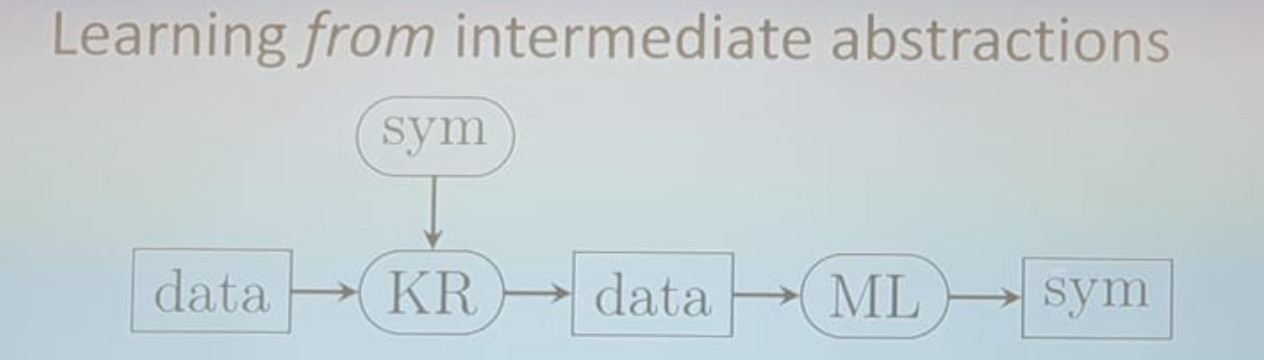 Learning from intermediate abstractions
sym
data KR data ML sym